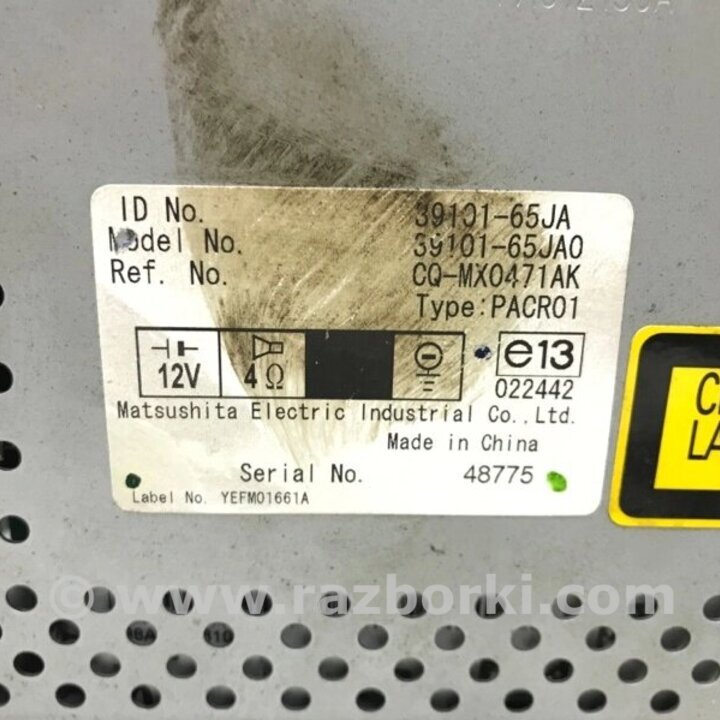 ID No. 39101-65JA
Model No. 39101-65JA0
Ref. No. CQ-MX0471AK
Type:PACR01
12V 4Ω e13
022442
Matsushita Electric Industrial Co.,Ltd.
Made in China
Serial No. 48775
Label No. YEFM01661A
© www.razborki.com